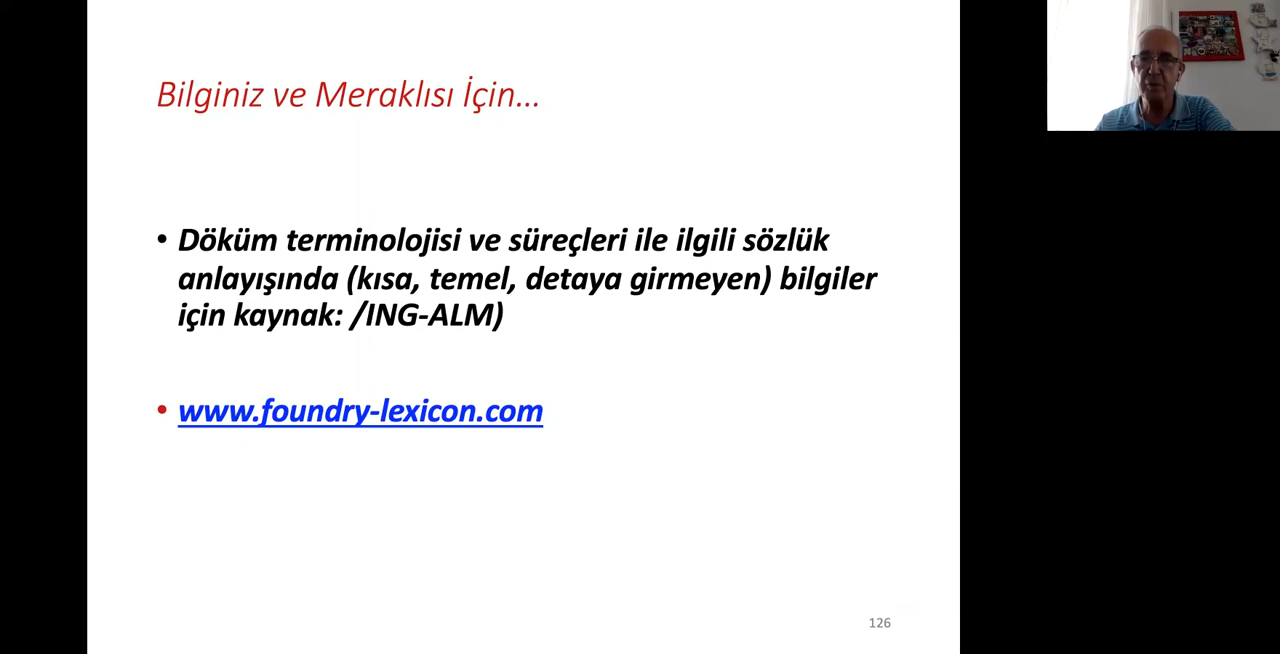 Bilginiz ve Meraklısı İçin...
• Döküm terminolojisi ve süreçleri ile ilgili sözlük
anlayışında (kısa, temel, detaya girmeyen) bilgiler
için kaynak: /ING-ALM)
• www.foundry-lexicon.com
126